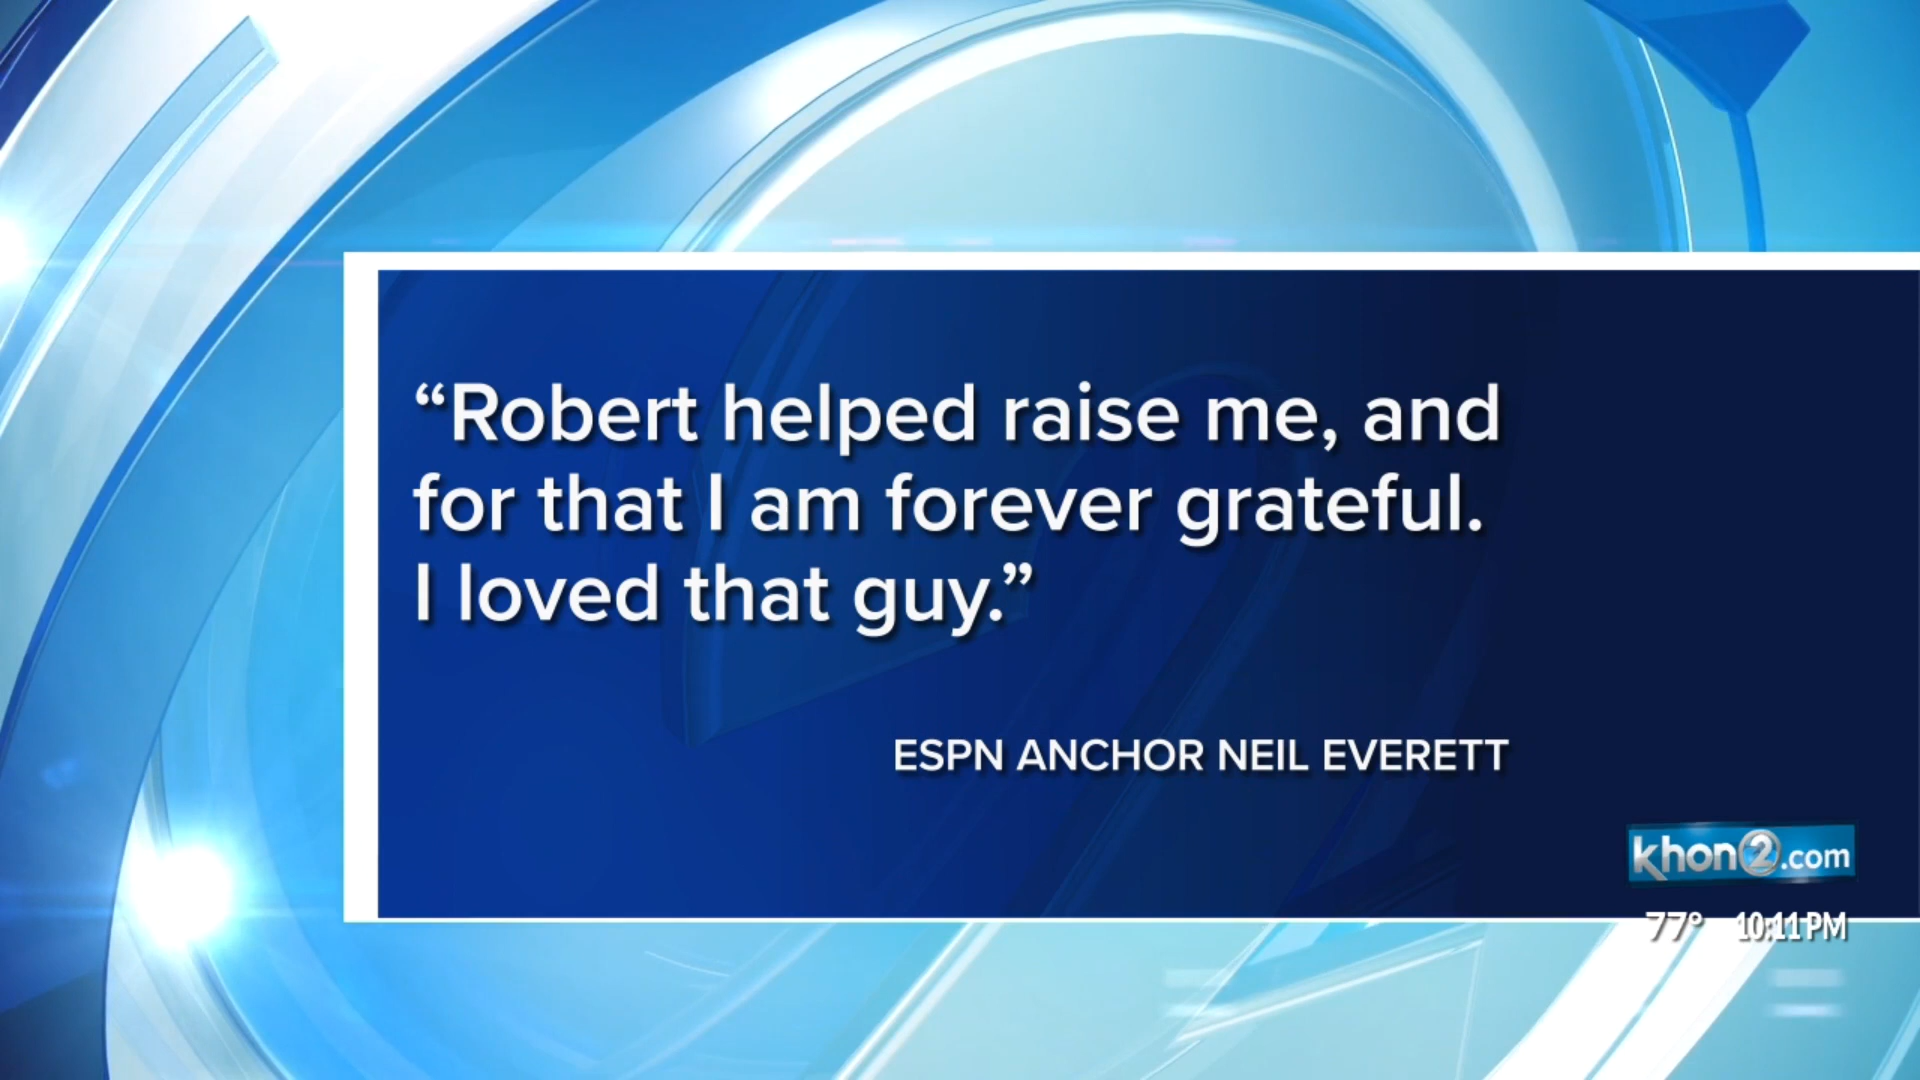 “Robert helped raise me, and
for that I am forever grateful.
I loved that guy.”
ESPN ANCHOR NEIL EVERETT
khon2.com
77° 10:11 PM